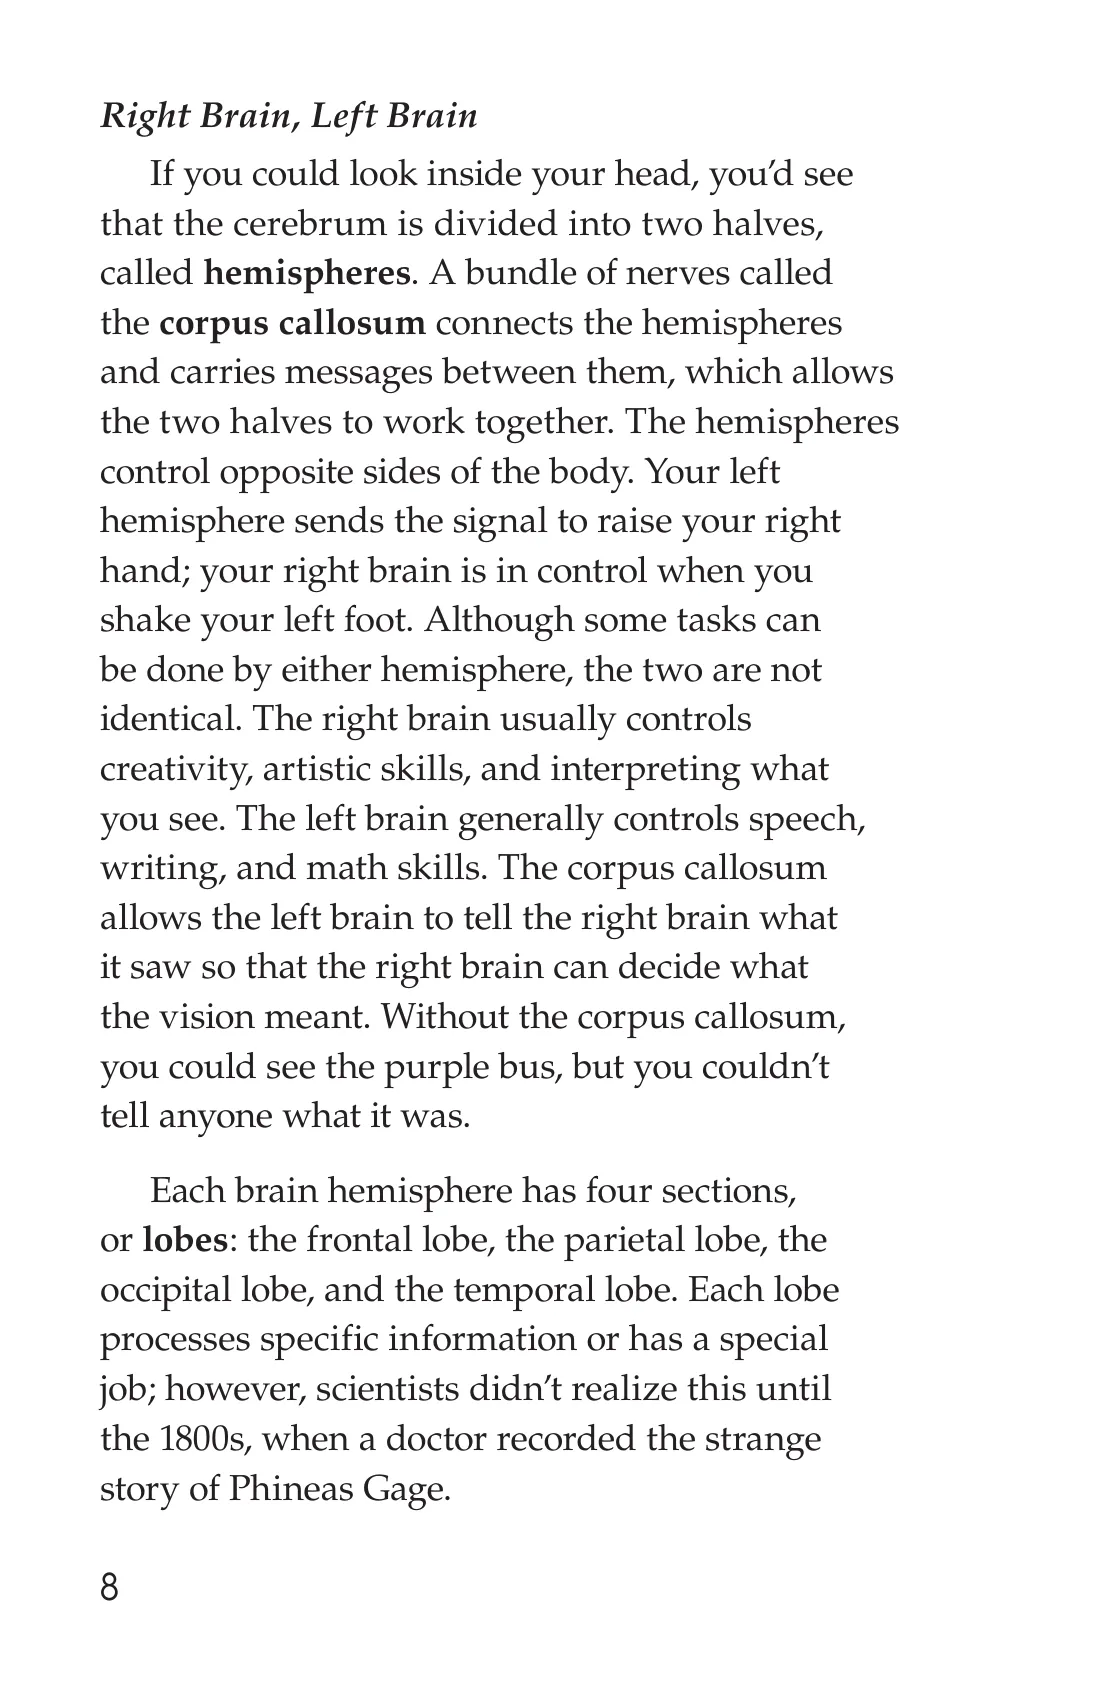 Right Brain, Left Brain
If you could look inside your head, you’d see
that the cerebrum is divided into two halves,
called hemispheres. A bundle of nerves called
the corpus callosum connects the hemispheres
and carries messages between them, which allows
the two halves to work together. The hemispheres
control opposite sides of the body. Your left
hemisphere sends the signal to raise your right
hand; your right brain is in control when you
shake your left foot. Although some tasks can
be done by either hemisphere, the two are not
identical. The right brain usually controls
creativity, artistic skills, and interpreting what
you see. The left brain generally controls speech,
writing, and math skills. The corpus callosum
allows the left brain to tell the right brain what
it saw so that the right brain can decide what
the vision meant. Without the corpus callosum,
you could see the purple bus, but you couldn’t
tell anyone what it was.
Each brain hemisphere has four sections,
or lobes: the frontal lobe, the parietal lobe, the
occipital lobe, and the temporal lobe. Each lobe
processes specific information or has a special
job; however, scientists didn’t realize this until
the 1800s, when a doctor recorded the strange
story of Phineas Gage.
8